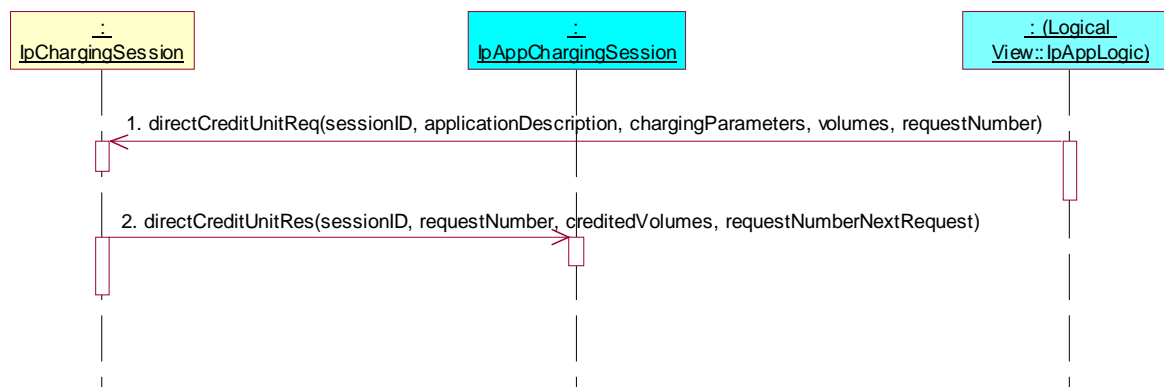 :
IpChargingSession
:
IpAppChargingSession
: (Logical
View::IpAppLogic)
1. directCreditUnitReq(sessionID, applicationDescription, chargingParameters, volumes, requestNumber)
2. directCreditUnitRes(sessionID, requestNumber, creditedVolumes, requestNumberNextRequest)